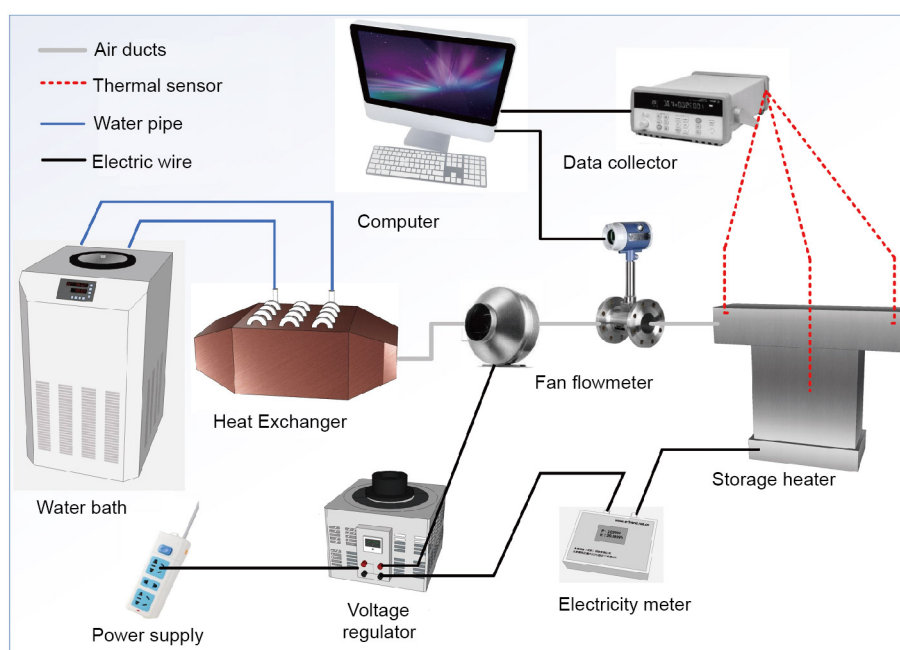 Air ducts
Thermal sensor
Water pipe
Electric wire
Data collector
Computer
Fan flowmeter
Heat Exchanger
Storage heater
Water bath
Electricity meter
Voltage
regulator
Power supply